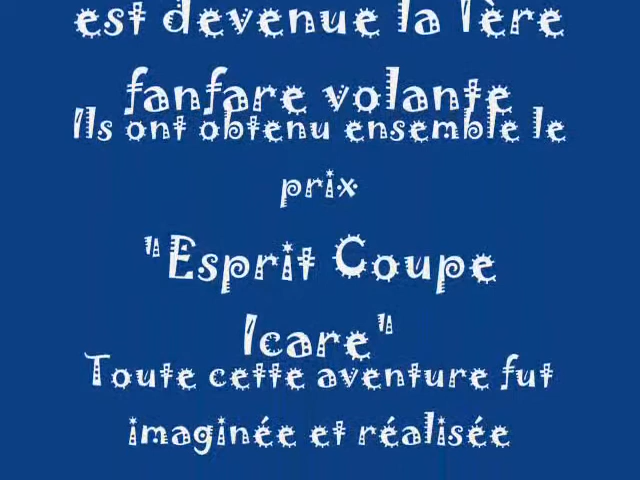 est devenue la 1ère
fanfare volante
Ils ont obtenu ensemble le
prix
"Esprit Coupe
Icare"
Toute cette aventure fut
imaginée et réalisée